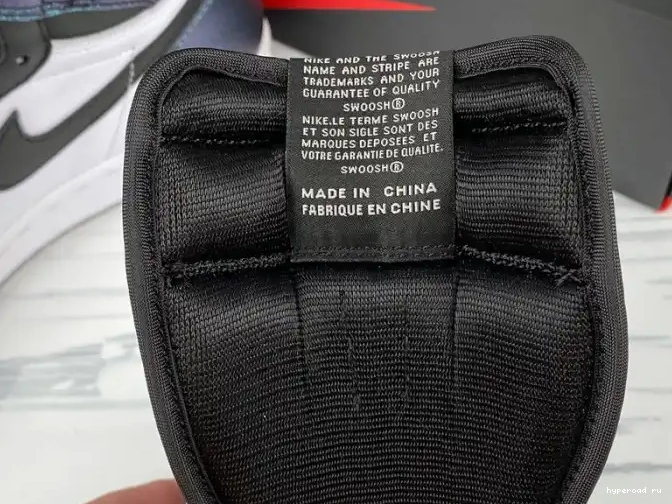 NIKE AND THE SWOOSH
NAME AND STRIPE ARE
TRADEMARKS AND YOUR
GUARANTEE OF QUALITY
SWOOSH®
NIKE.LE TERME SWOOSH
ET SON SIGLE SONT DES
MARQUES DEPOSEES ET
VOTRE GARANTIE DE QUALITE.
SWOOSH®
MADE IN CHINA
FABRIQUE EN CHINE
hyperoad ru